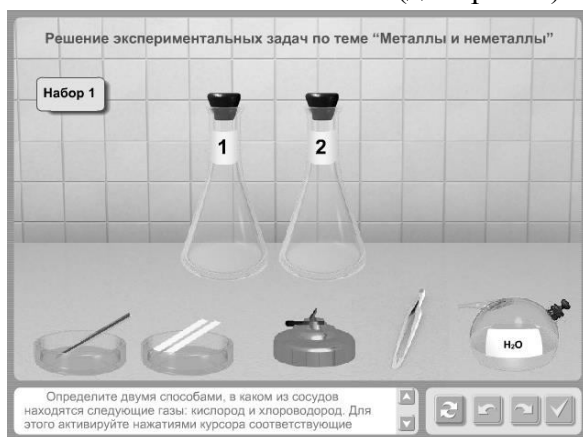 Решение экспериментальных задач по теме “Металлы и неметаллы”
Набор 1
1
2
H₂O
Определите двумя способами, в каком из сосудов
находятся следующие газы: кислород и хлороводород. Для
этого активируйте нажатиями курсора соответствующие